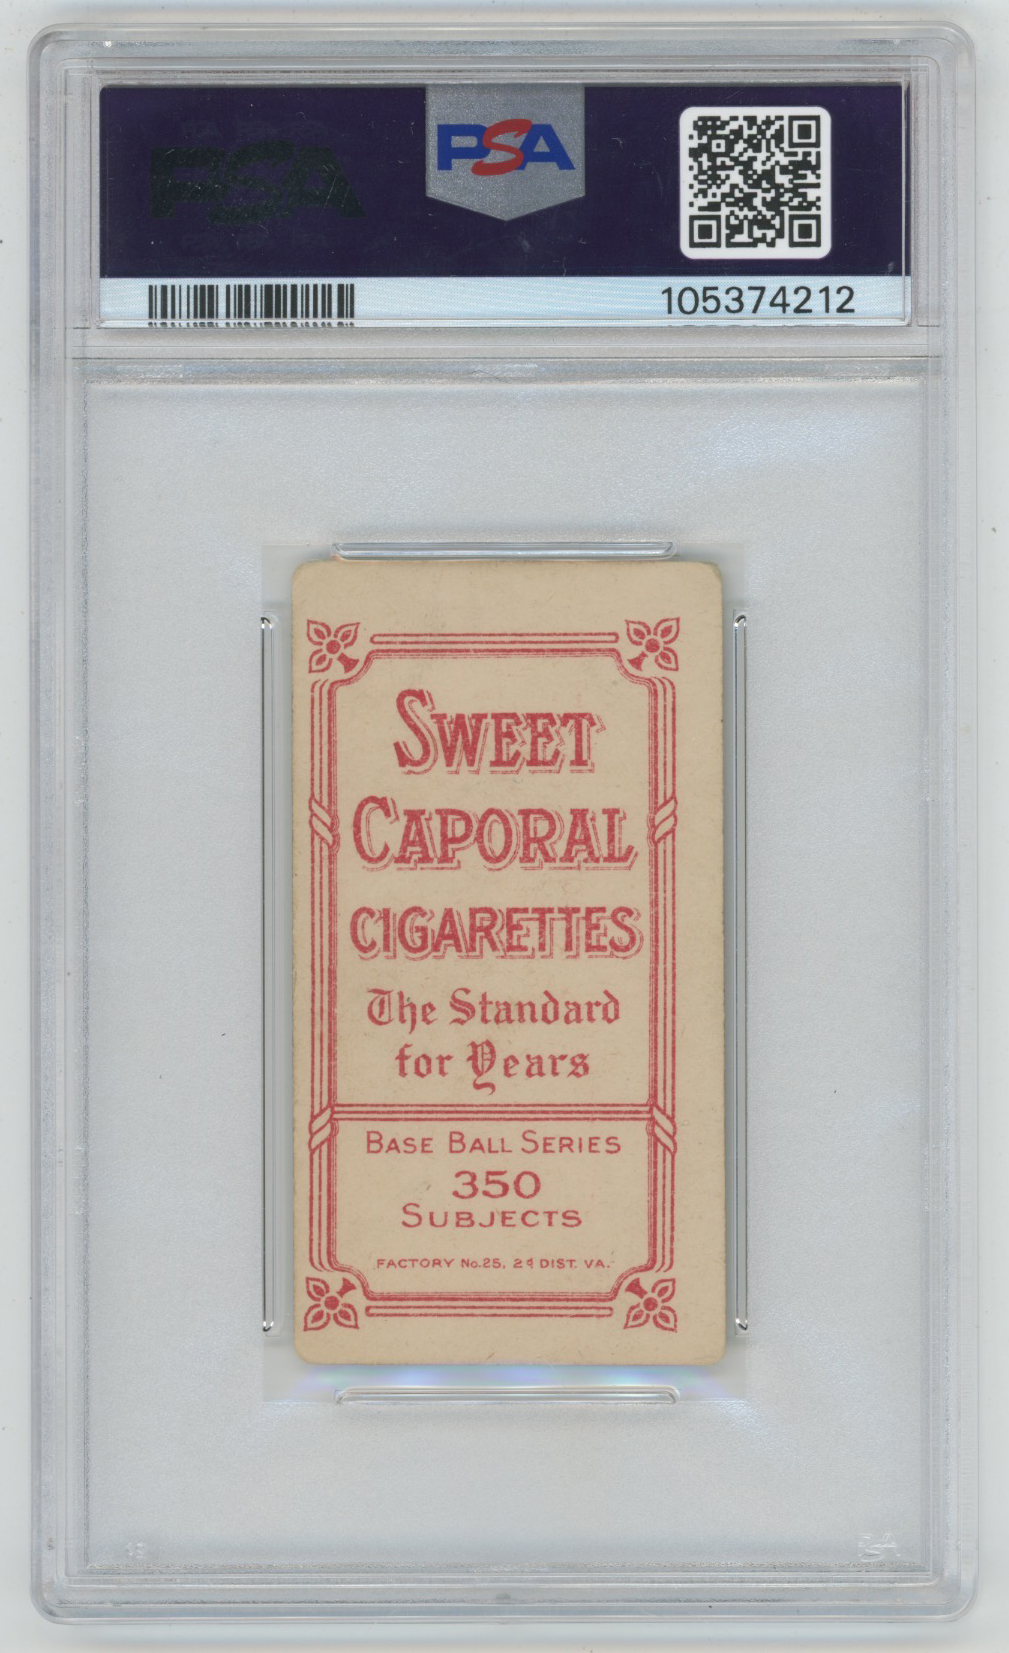 PSA
PSA
105374212
SWEET
CAPORAL
CIGARETTES
The Standard
for Years
BASE BALL SERIES
350
SUBJECTS
FACTORY No.25, 2d DIST. VA.